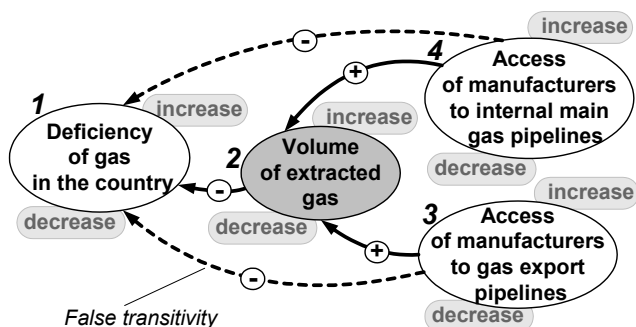 increase
-
4
Access
of manufacturers
to internal main
gas pipelines
decrease
+
1
increase
Deficiency
of gas
in the country
decrease
increase
2
Volume
of extracted
gas
decrease
-
increase
3
Access
of manufacturers
to gas export
pipelines
decrease
+
-
False transitivity